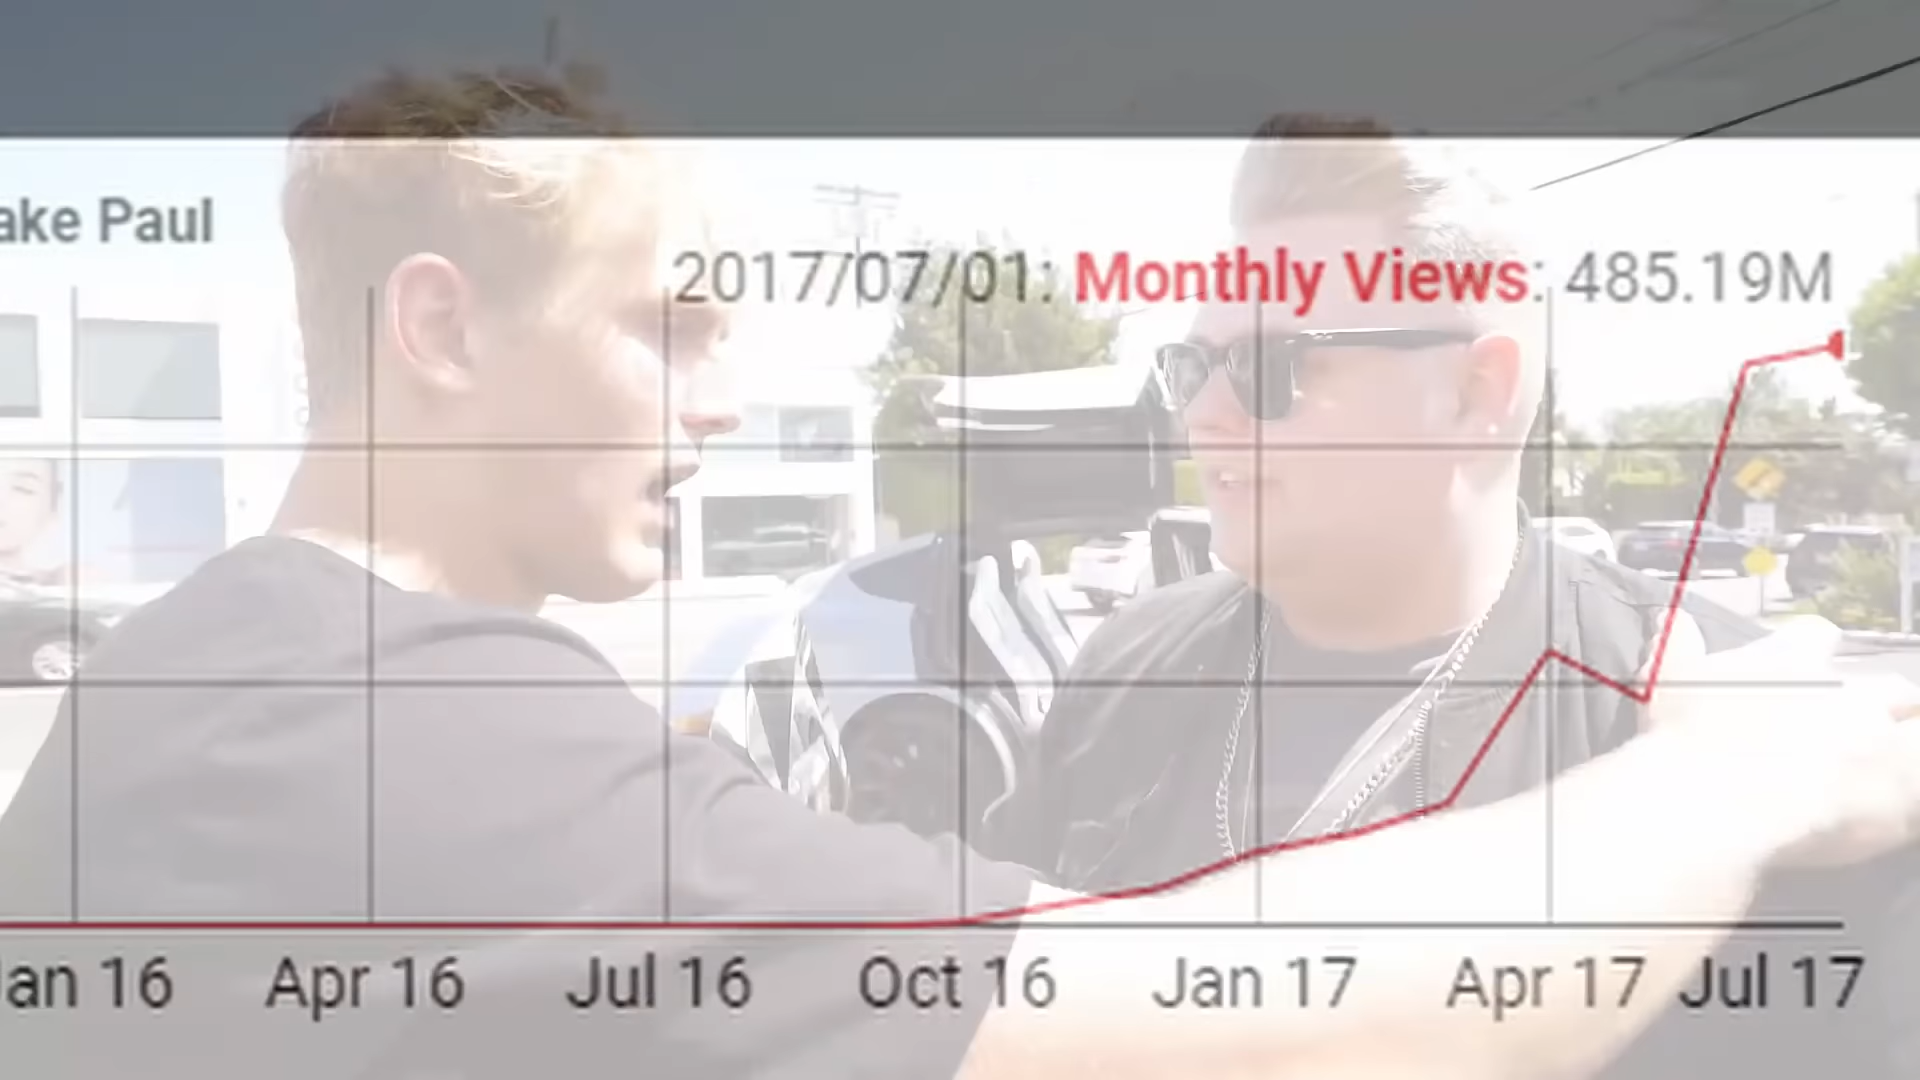 ake Paul
2017/07/01: Monthly Views: 485.19M
Jan 16 Apr 16 Jul 16 Oct 16 Jan 17 Apr 17 Jul 17